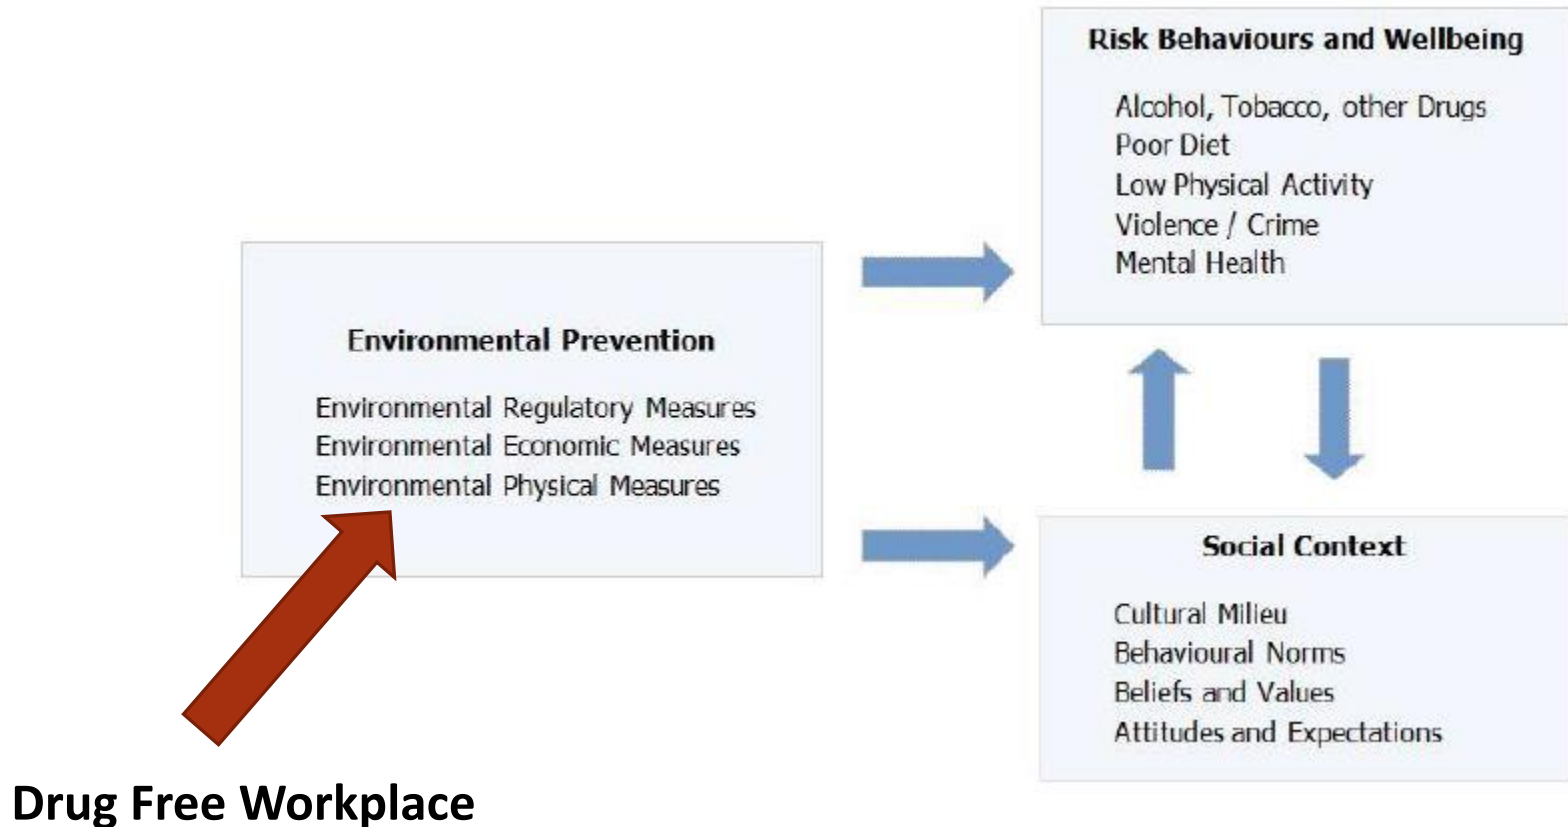 Risk Behaviours and Wellbeing
Alcohol, Tobacco, other Drugs
Poor Diet
Low Physical Activity
Violence / Crime
Mental Health
Environmental Prevention
Environmental Regulatory Measures
Environmental Economic Measures
Environmental Physical Measures
Social Context
Cultural Milieu
Behavioural Norms
Beliefs and Values
Attitudes and Expectations
Drug Free Workplace